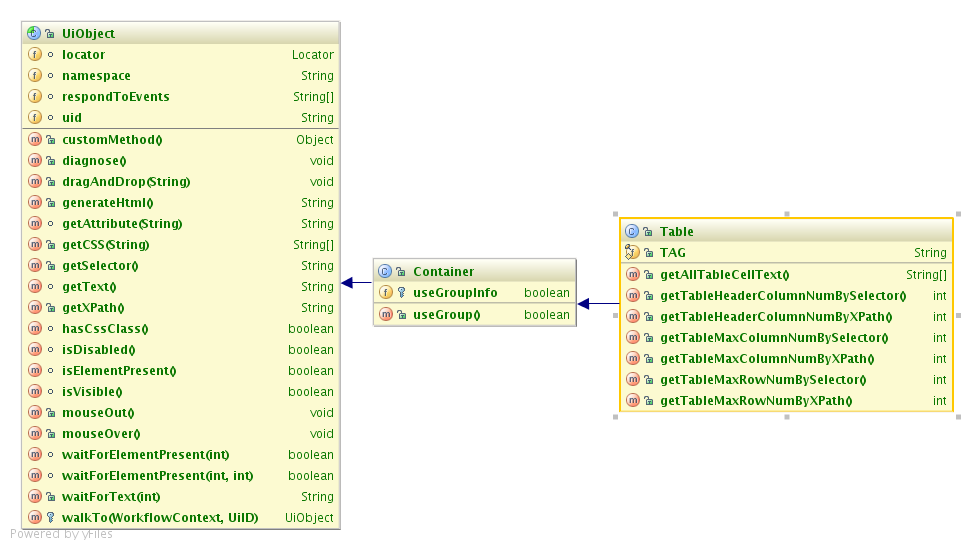 UiObject
locator Locator
namespace String
respondToEvents String[]
uid String
customMethod() Object
diagnose() void
dragAndDrop(String) void
generateHtml() String
getAttribute(String) String
getCSS(String) String[]
getSelector() String
getText() String
getXPath() String
hasCssClass() boolean
isDisabled() boolean
isElementPresent() boolean
isVisible() boolean
mouseOut() void
mouseOver() void
waitForElementPresent(int) boolean
waitForElementPresent(int, int) boolean
waitForText(int) String
walkTo(WorkflowContext, UiID) UiObject
Powered by yFiles
Container
useGroupInfo boolean
useGroup() boolean
Table
TAG String
getAllTableCellText() String[]
getTableHeaderColumnNumBySelector() int
getTableHeaderColumnNumByXPath() int
getTableMaxColumnNumBySelector() int
getTableMaxColumnNumByXPath() int
getTableMaxRowNumBySelector() int
getTableMaxRowNumByXPath() int